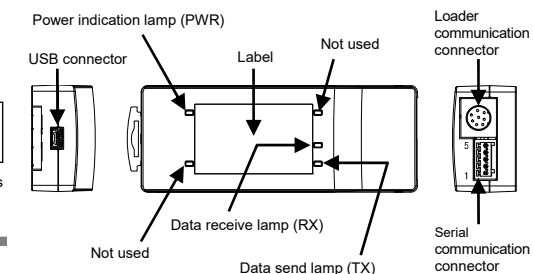 Power indication lamp (PWR)
USB connector
Label
Not used
Loader
communication
connector
5
1
s
Not used
Data receive lamp (RX)
Data send lamp (TX)
Serial
communication
connector